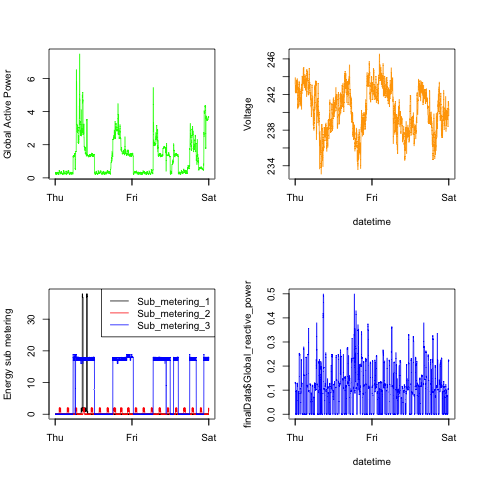 Global Active Power
0 2 4 6
Thu Fri Sat
Voltage
234 238 242 246
Thu Fri Sat
datetime
Energy sub metering
0 10 20 30
Sub_metering_1
Sub_metering_2
Sub_metering_3
Thu Fri Sat
finalData$Global_reactive_power
0.0 0.1 0.2 0.3 0.4 0.5
Thu Fri Sat
datetime